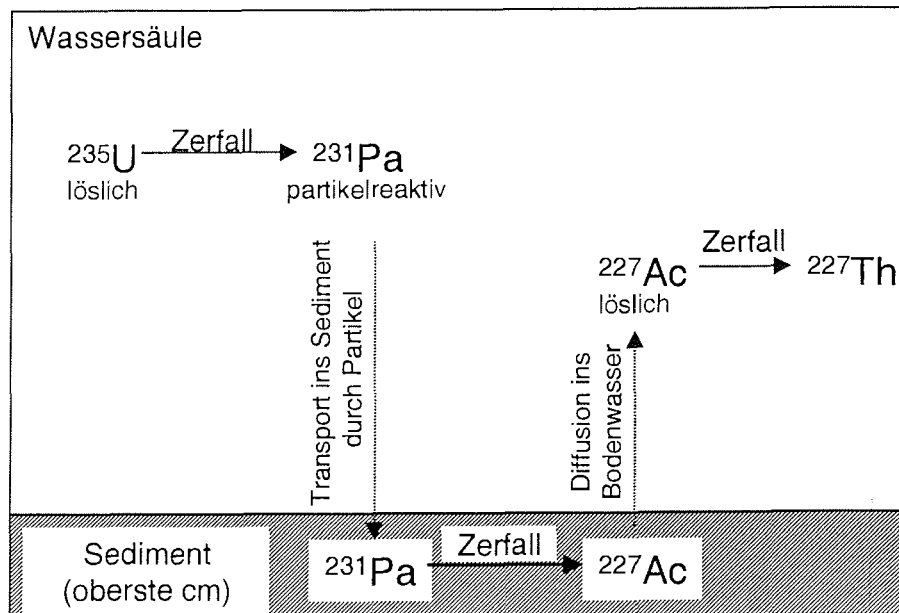 Wassersäule
²³⁵U Zerfall ²³¹Pa
löslich partikelreaktiv
Transport ins Sediment
durch Partikel
²²⁷Ac Zerfall ²²⁷Th
löslich
Diffusion ins
Bodenwasser
Sediment
(oberste cm)
²³¹Pa Zerfall ²²⁷Ac